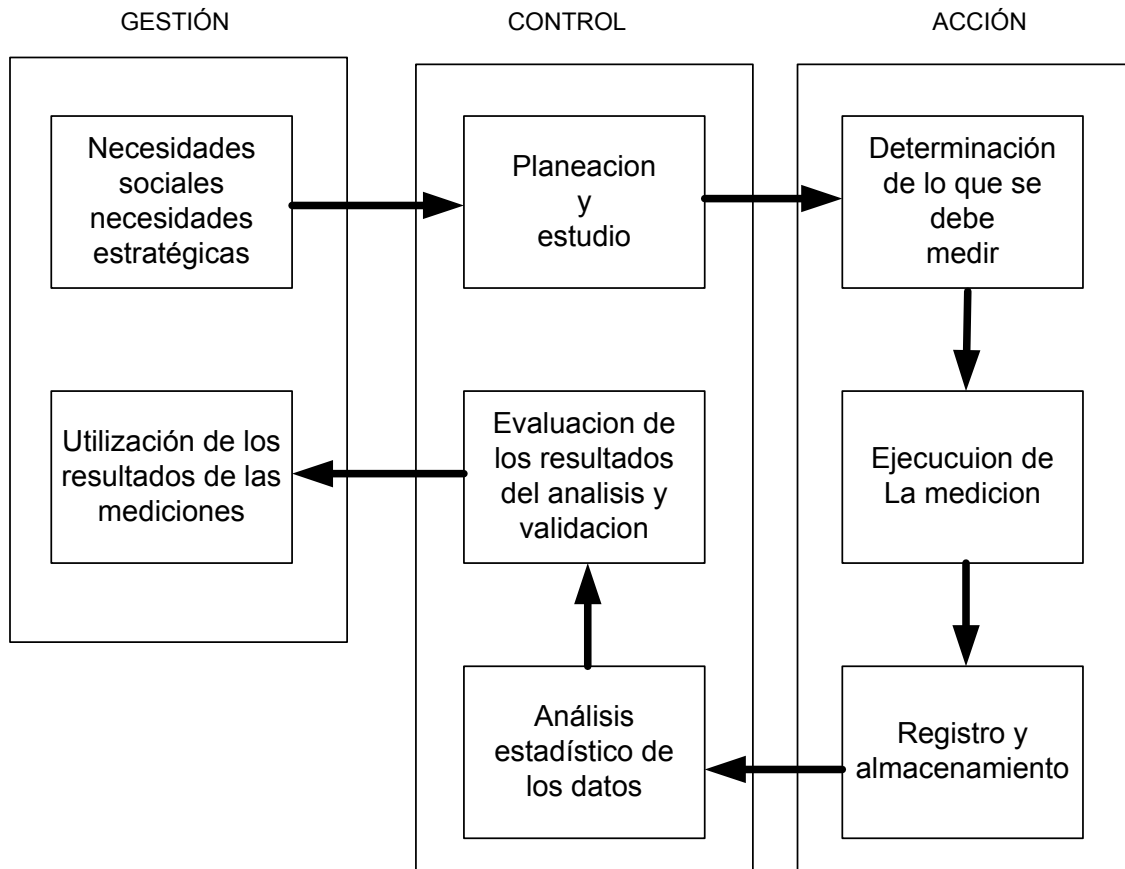 GESTIÓN
CONTROL
ACCIÓN
Necesidades
sociales
necesidades
estratégicas
Planeacion
y
estudio
Determinación
de lo que se
debe
medir
Utilización de los
resultados de las
mediciones
Evaluacion de
los resultados
del analisis y
validacion
Ejecucuion de
La medicion
Análisis
estadístico de
los datos
Registro y
almacenamiento